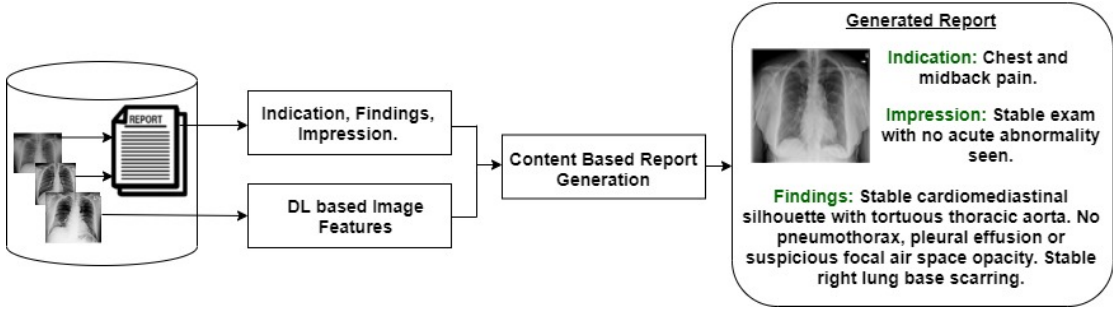 REPORT
Indication, Findings,
Impression.
DL based Image
Features
Content Based Report
Generation
Generated Report
Indication: Chest and
midback pain.
Impression: Stable exam
with no acute abnormality
seen.
Findings: Stable cardiomediastinal
silhouette with tortuous thoracic aorta. No
pneumothorax, pleural effusion or
suspicious focal air space opacity. Stable
right lung base scarring.